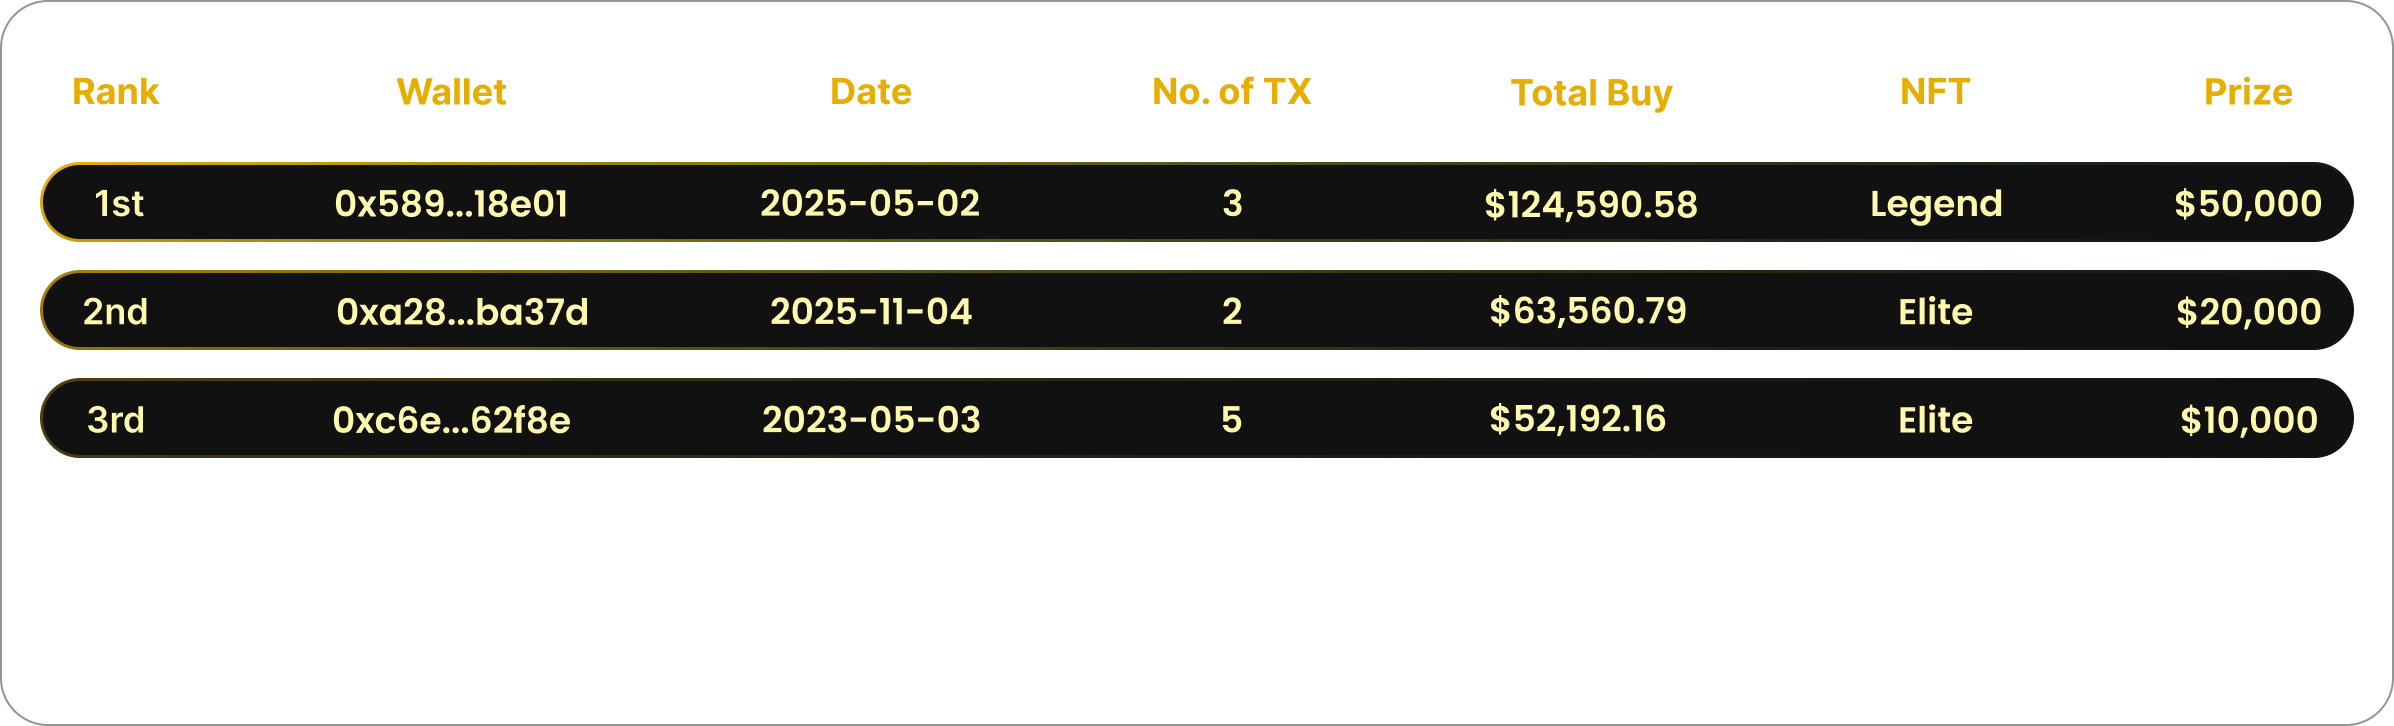 Rank Wallet Date No. of TX Total Buy NFT Prize
1st 0x589...18e01 2025-05-02 3 $124,590.58 Legend $50,000
2nd 0xa28...ba37d 2025-11-04 2 $63,560.79 Elite $20,000
3rd 0xc6e...62f8e 2023-05-03 5 $52,192.16 Elite $10,000